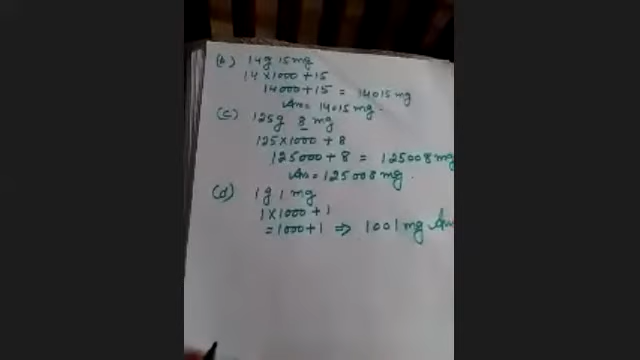 (b) 14g 15mg
14×1000 + 15
14000+15 = 14015 mg
Ans = 14015 mg.
(c) 125g 8 mg
125×1000 + 8
125000 + 8 = 125008 mg
Ans = 125008 mg.
(d) 1g 1 mg
1×1000 + 1
= 1000+1 ⇒ 1001 mg Ans